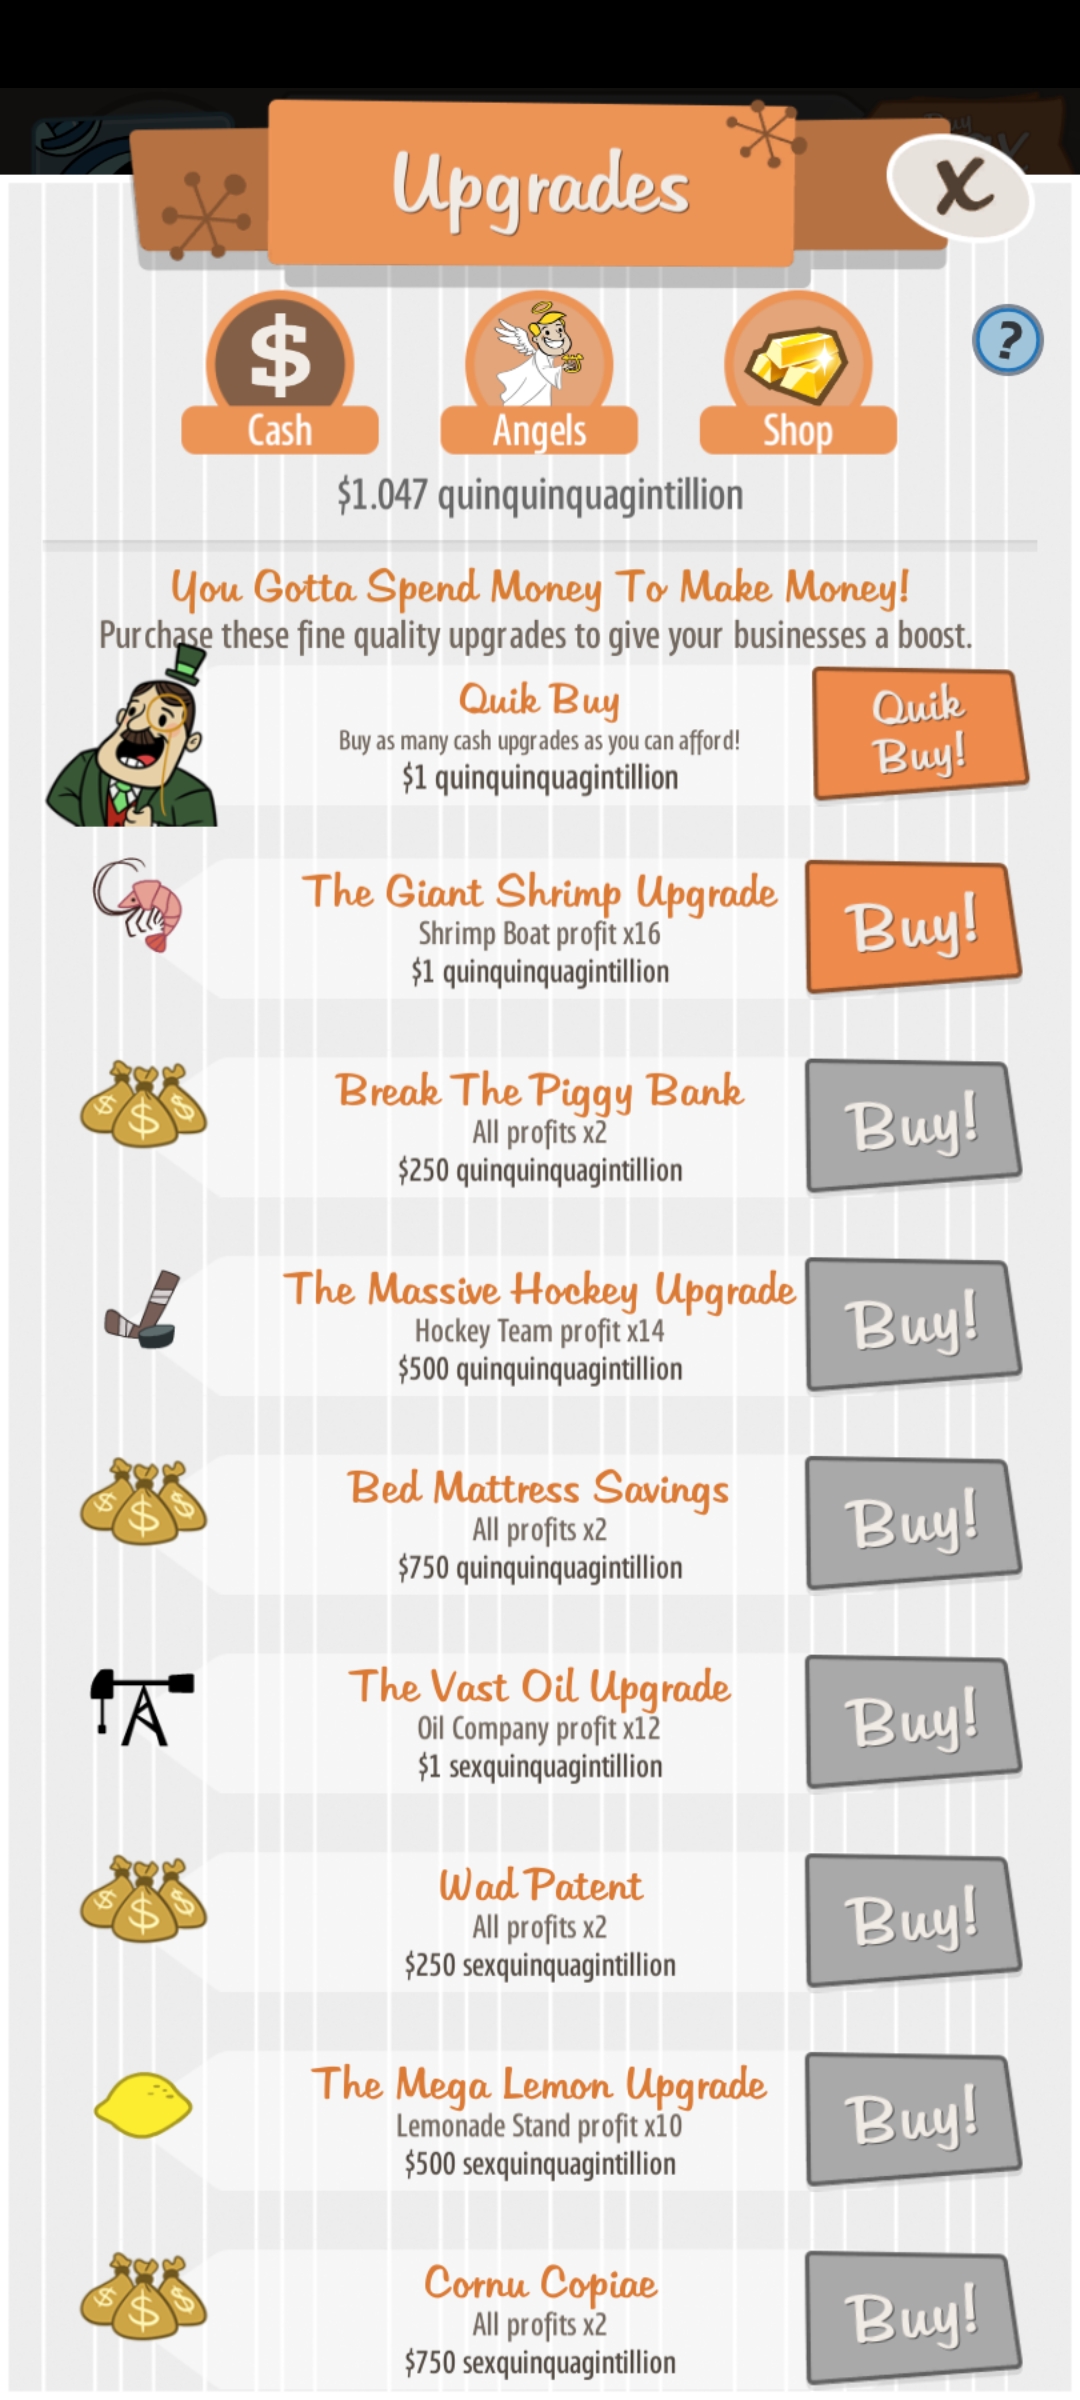 Upgrades
X
$
Cash
Angels
Shop
?
$1.047 quinquinquagintillion
You Gotta Spend Money To Make Money!
Purchase these fine quality upgrades to give your businesses a boost.
Quik Buy
Buy as many cash upgrades as you can afford!
$1 quinquinquagintillion
Quik
Buy!
The Giant Shrimp Upgrade
Shrimp Boat profit x16
$1 quinquinquagintillion
Buy!
Break The Piggy Bank
All profits x2
$250 quinquinquagintillion
Buy!
The Massive Hockey Upgrade
Hockey Team profit x14
$500 quinquinquagintillion
Buy!
Bed Mattress Savings
All profits x2
$750 quinquinquagintillion
Buy!
The Vast Oil Upgrade
Oil Company profit x12
$1 sexquinquagintillion
Buy!
Wad Patent
All profits x2
$250 sexquinquagintillion
Buy!
The Mega Lemon Upgrade
Lemonade Stand profit x10
$500 sexquinquagintillion
Buy!
Cornu Copiae
All profits x2
$750 sexquinquagintillion
Buy!